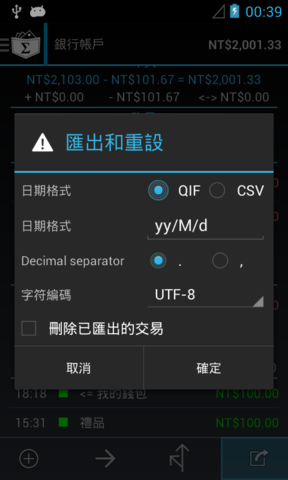 00:39
銀行帳戶 NT$2,001.33
NT$2,103.00 - NT$101.67 = NT$2,001.33
+ NT$0.00 - NT$101.67 <-> NT$0.00
匯出和重設
日期格式 QIF CSV
日期格式 yy/M/d
Decimal separator . ,
字符編碼 UTF-8
刪除已匯出的交易
取消 確定
18:18 <= 我的錢包 NT$100.00
15:31 禮品 NT$100.00